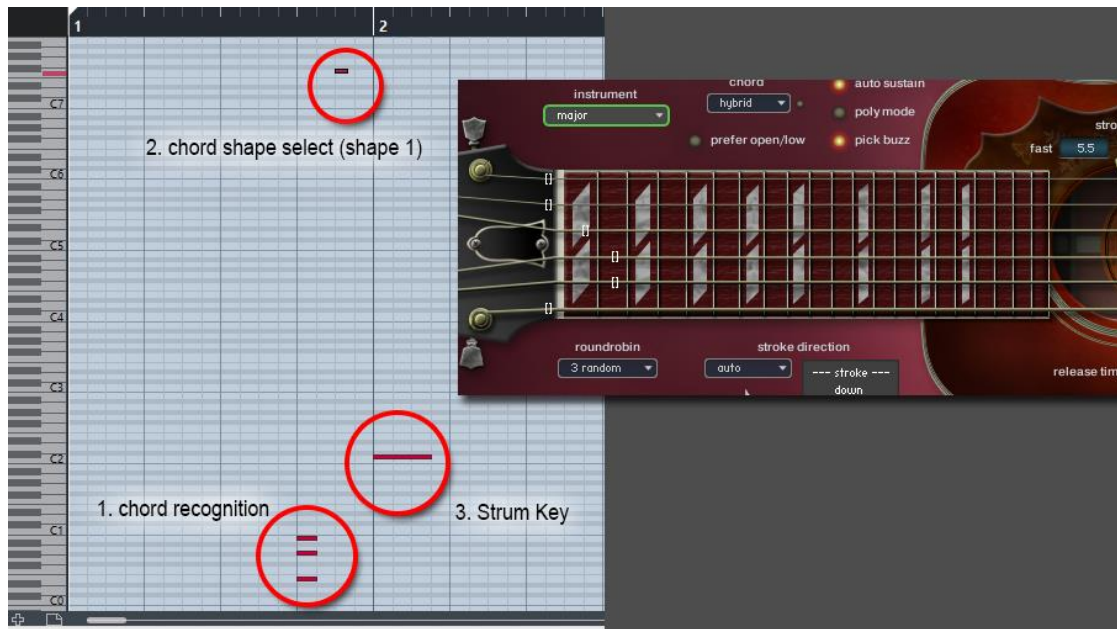 1
2
C7
2. chord shape select (shape 1)
C6
C5
C4
C3
C2
1. chord recognition
3. Strum Key
C1
C0
instrument
major
chord
hybrid
prefer open/low
auto sustain
poly mode
pick buzz
fast 5.5
[]
[]
[]
[]
[]
[]
roundrobin
3 random
stroke direction
auto
--- stroke ---
down